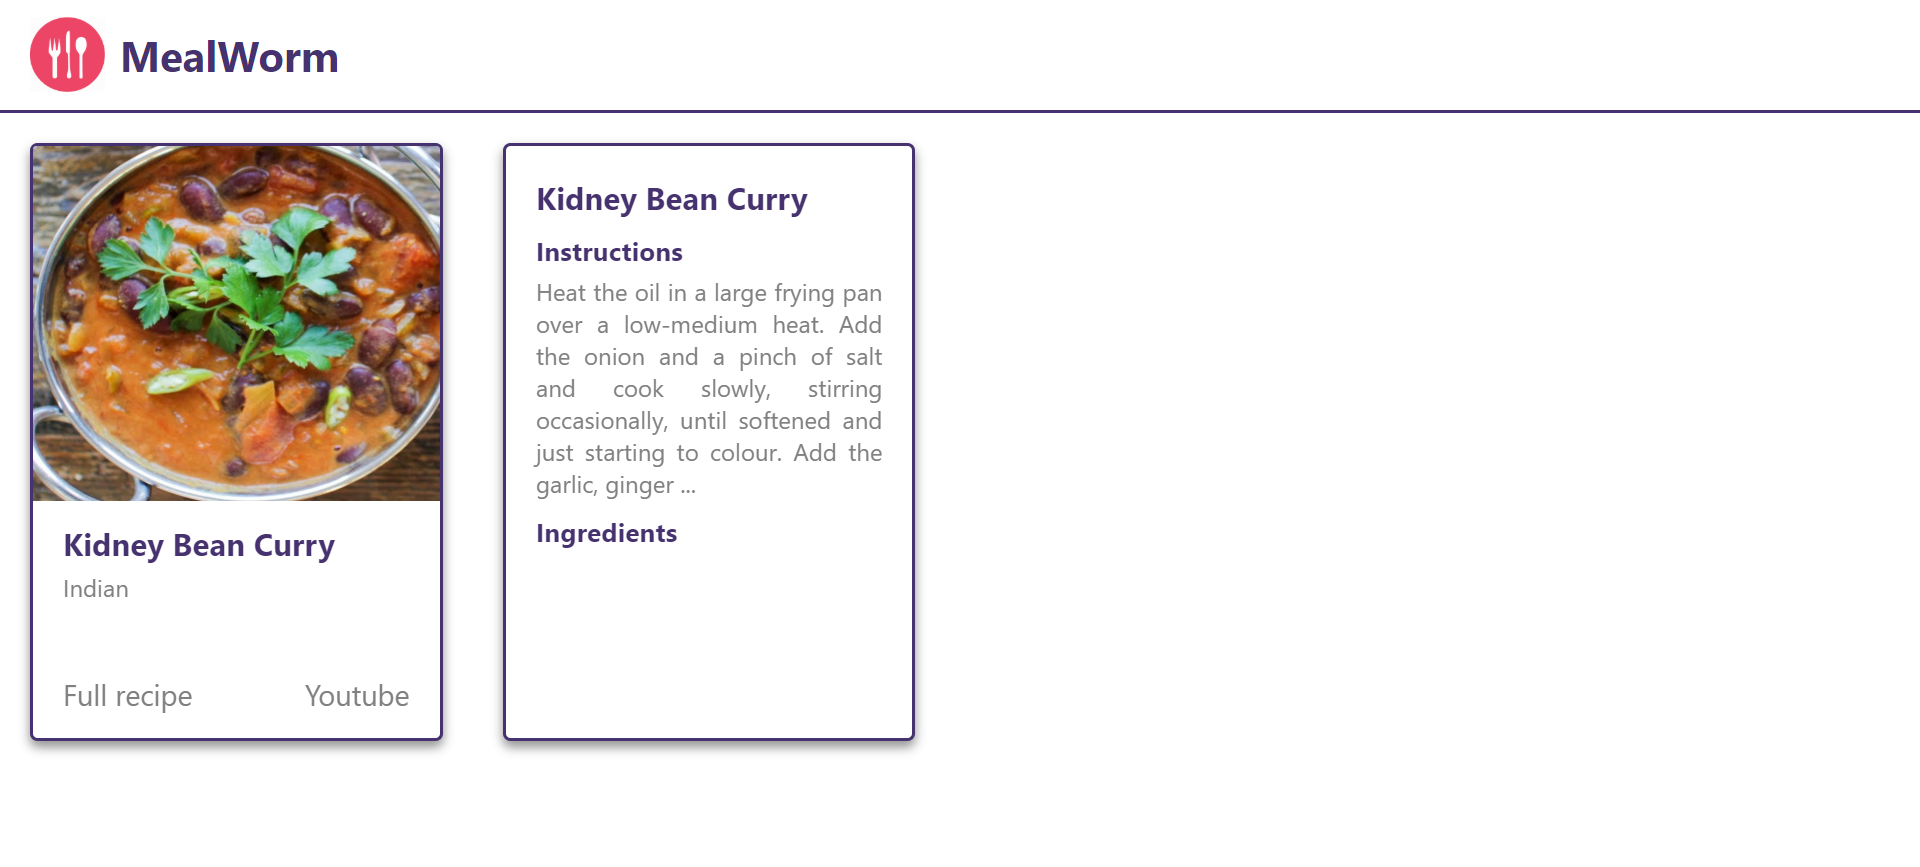 MealWorm
Kidney Bean Curry
Indian
Full recipe
Youtube
Kidney Bean Curry
Instructions
Heat the oil in a large frying pan
over a low-medium heat. Add
the onion and a pinch of salt
and cook slowly, stirring
occasionally, until softened and
just starting to colour. Add the
garlic, ginger ...
Ingredients